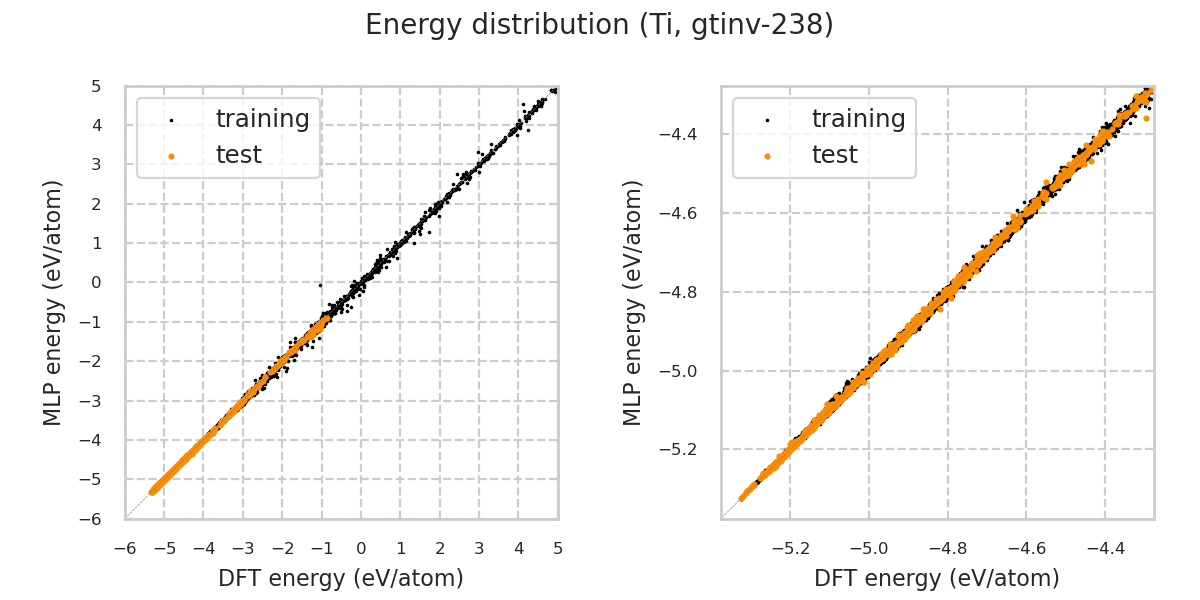 Energy distribution (Ti, gtinv-238)
training
test
5
4
3
2
1
0
−1
−2
−3
−4
−5
−6
−6 −5 −4 −3 −2 −1 0 1 2 3 4 5
MLP energy (eV/atom)
DFT energy (eV/atom)
training
test
−4.4
−4.6
−4.8
−5.0
−5.2
−5.2 −5.0 −4.8 −4.6 −4.4
MLP energy (eV/atom)
DFT energy (eV/atom)